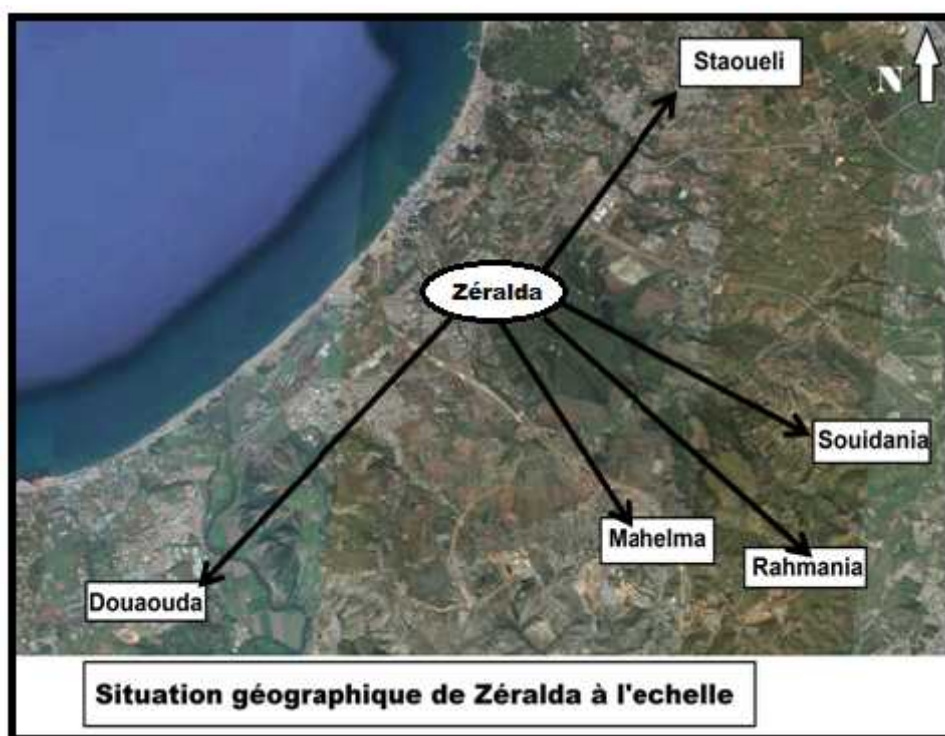 Staoueli
N
Zéralda
Souidania
Mahelma
Rahmania
Douaouda
Situation géographique de Zéralda à l'echelle